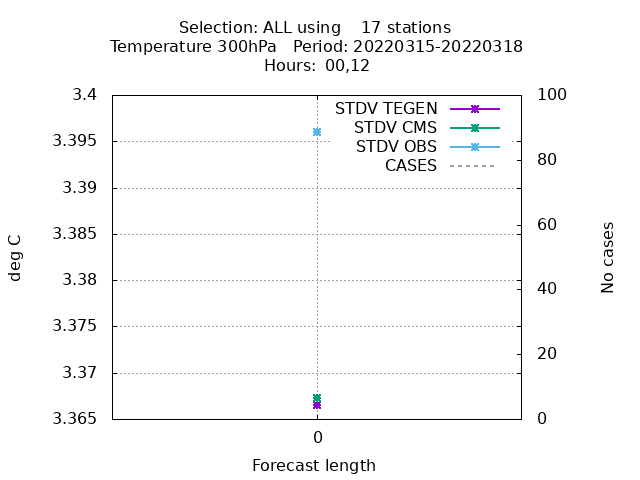 Selection: ALL using    17 stations
Temperature 300hPa   Period: 20220315-20220318
Hours: 00,12
3.4
3.395
3.39
3.385
3.38
3.375
3.37
3.365
100
80
60
40
20
0
STDV TEGEN
STDV CMS
STDV OBS
CASES
deg C
No cases
0
Forecast length